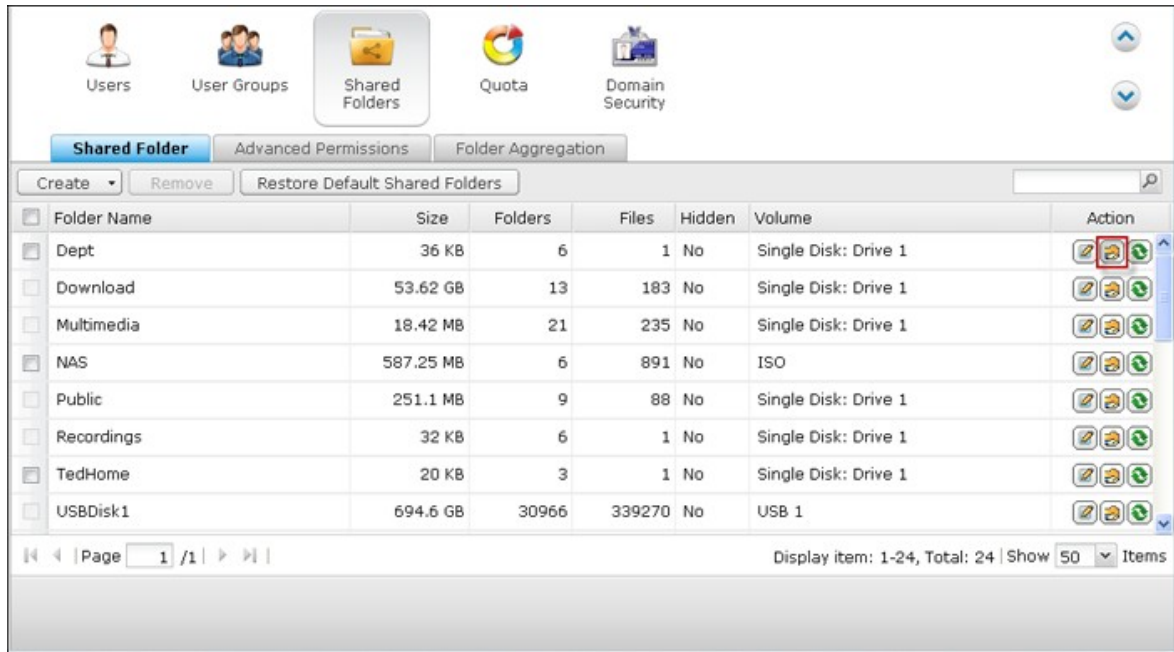 Users
User Groups
Shared
Folders
Quota
Domain
Security
Shared Folder
Advanced Permissions
Folder Aggregation
Create
Remove
Restore Default Shared Folders
Folder Name Size Folders Files Hidden Volume Action
Dept 36 KB 6 1 No Single Disk: Drive 1
Download 53.62 GB 13 183 No Single Disk: Drive 1
Multimedia 18.42 MB 21 235 No Single Disk: Drive 1
NAS 587.25 MB 6 891 No ISO
Public 251.1 MB 9 88 No Single Disk: Drive 1
Recordings 32 KB 6 1 No Single Disk: Drive 1
TedHome 20 KB 3 1 No Single Disk: Drive 1
USBDisk1 694.6 GB 30966 339270 No USB 1
Page 1 /1 Display item: 1-24, Total: 24 | Show 50 Items